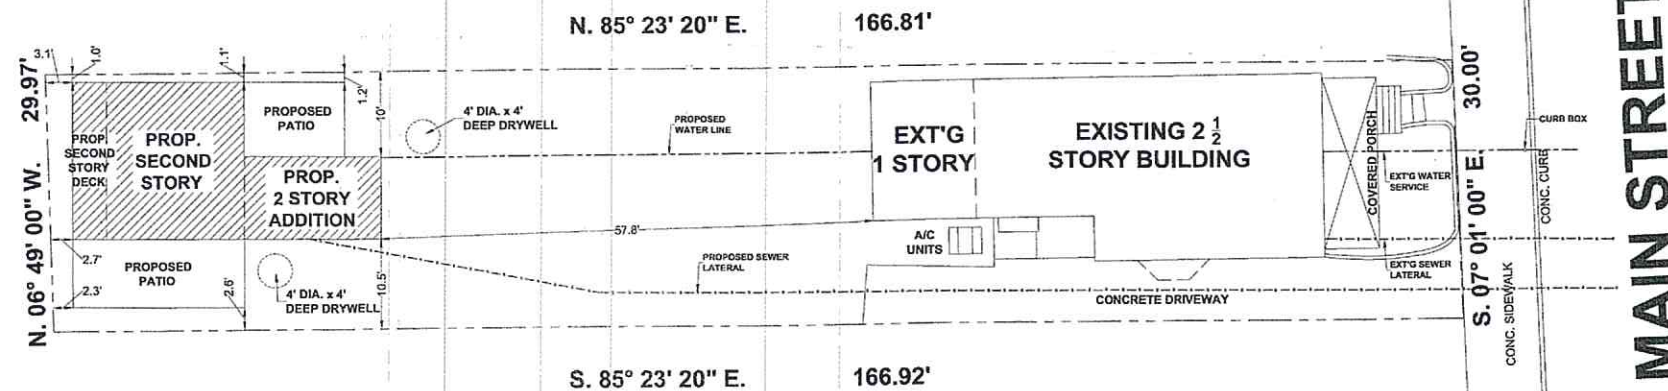 N. 85° 23' 20" E. 166.81'
3.1'
1.0'
1.1'
29.97'
1.2'
10'
30.00'
PROPOSED
PATIO
4' DIA. x 4'
DEEP DRYWELL
PROPOSED
WATER LINE
PROP.
SECOND
STORY
DECK
PROP.
SECOND
STORY
PROP.
2 STORY
ADDITION
EXT'G
1 STORY
EXISTING 2 1/2
STORY BUILDING
COVERED PORCH
CURB BOX
EXT'G WATER
SERVICE
CONC. CURB
MAIN STREET
N. 06° 49' 00" W.
S. 07° 01' 00" E.
57.8'
A/C
UNITS
2.7'
PROPOSED
PATIO
2.3'
2.6'
4' DIA. x 4'
DEEP DRYWELL
10.5'
PROPOSED SEWER
LATERAL
EXT'G SEWER
LATERAL
CONCRETE DRIVEWAY
CONC. SIDEWALK
S. 85° 23' 20" E. 166.92'